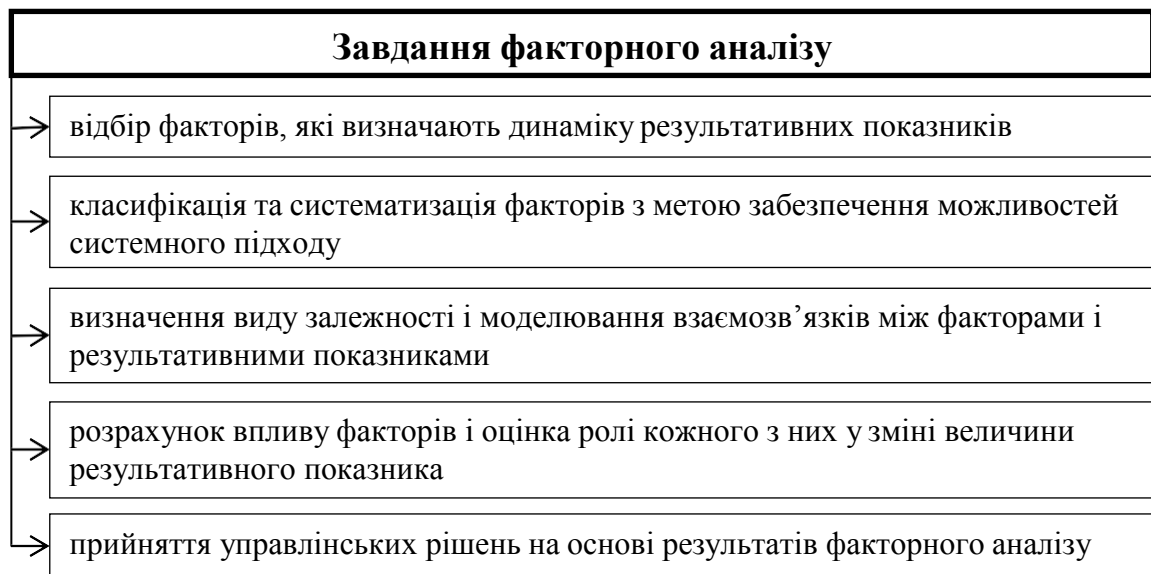 Завдання факторного аналізу
відбір факторів, які визначають динаміку результативних показників
класифікація та систематизація факторів з метою забезпечення можливостей
системного підходу
визначення виду залежності і моделювання взаємозв’язків між факторами і
результативними показниками
розрахунок впливу факторів і оцінка ролі кожного з них у зміні величини
результативного показника
прийняття управлінських рішень на основі результатів факторного аналізу